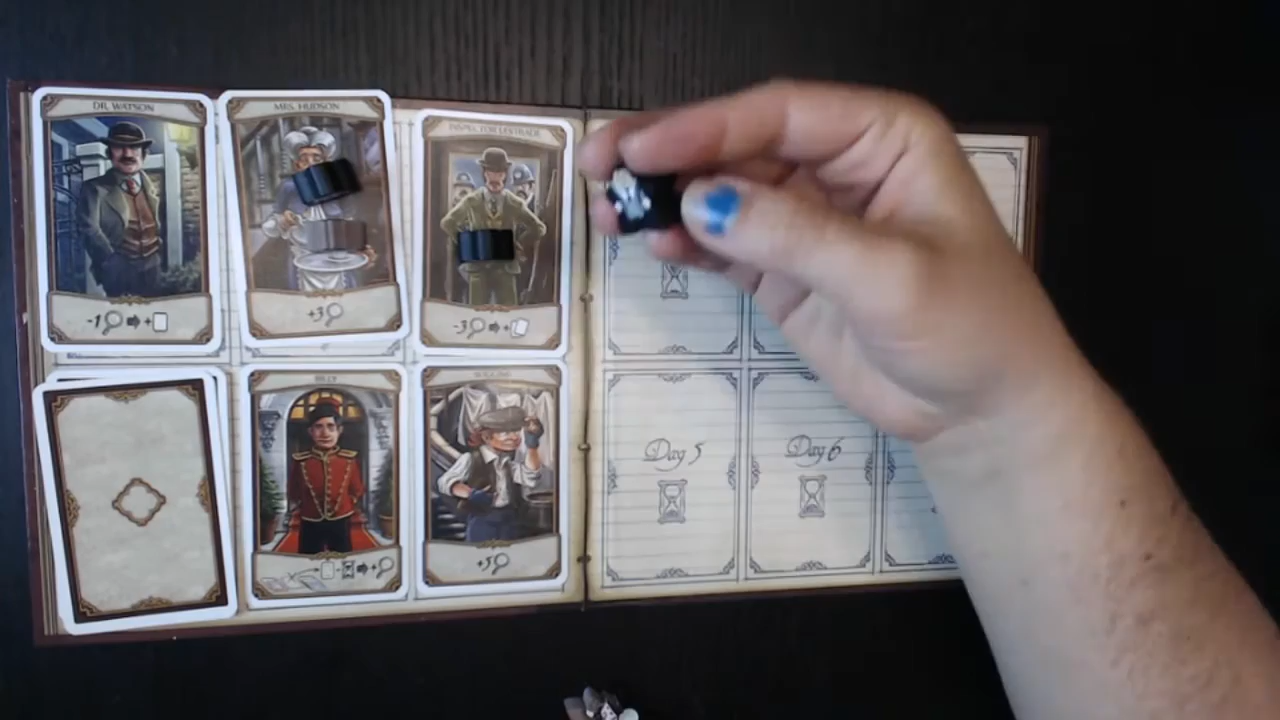 DR. WATSON
MRS. HUDSON
INSPECTOR LESTRADE
-1
+3
-3
+
+
BILLY
WIGGINS
+
+5
Day 5
Day 6